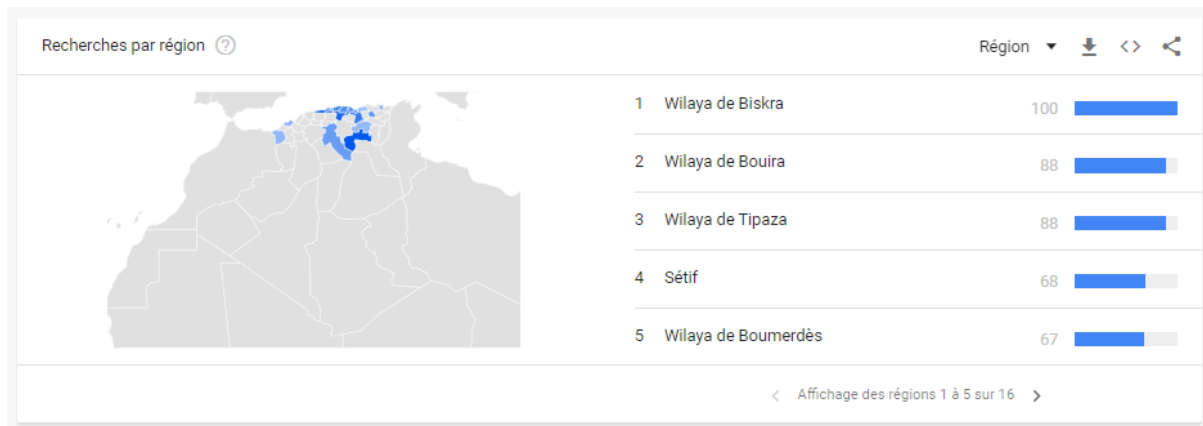 Recherches par région ?
Région
1 Wilaya de Biskra 100
2 Wilaya de Bouira 88
3 Wilaya de Tipaza 88
4 Sétif 68
5 Wilaya de Boumerdès 67
Affichage des régions 1 à 5 sur 16